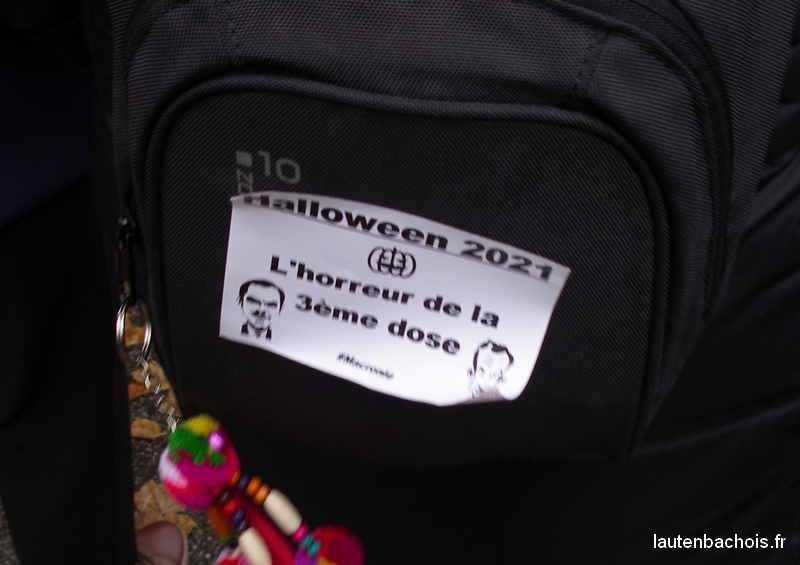 10
Halloween 2021
L'horreur de la
3ème dose
#Macronie
lautenbachois.fr